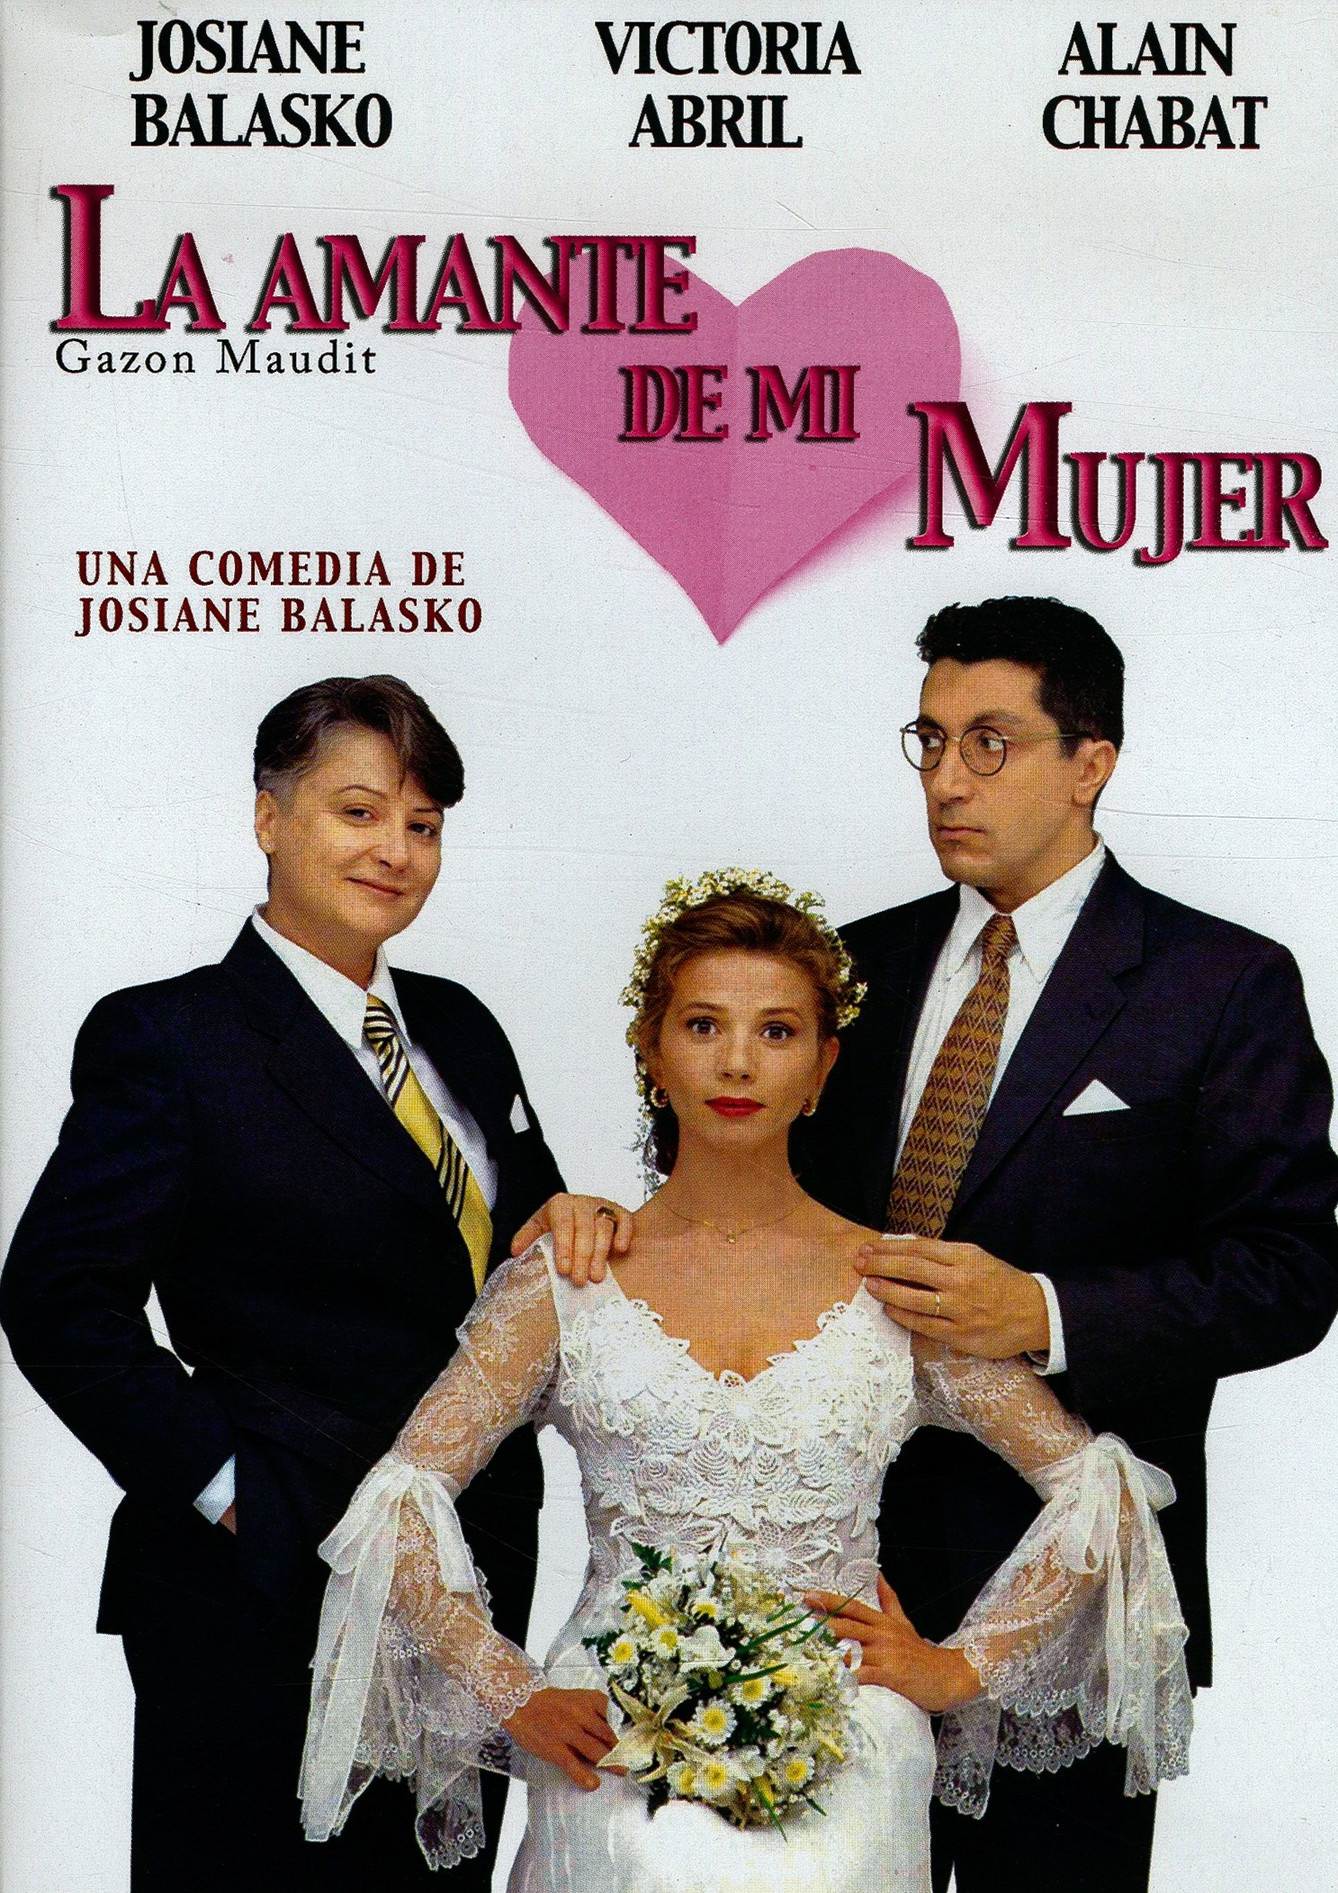 JOSIANE
BALASKO
VICTORIA
ABRIL
ALAIN
CHABAT
LA AMANTE
Gazon Maudit
DE MI
MUJER
UNA COMEDIA DE
JOSIANE BALASKO